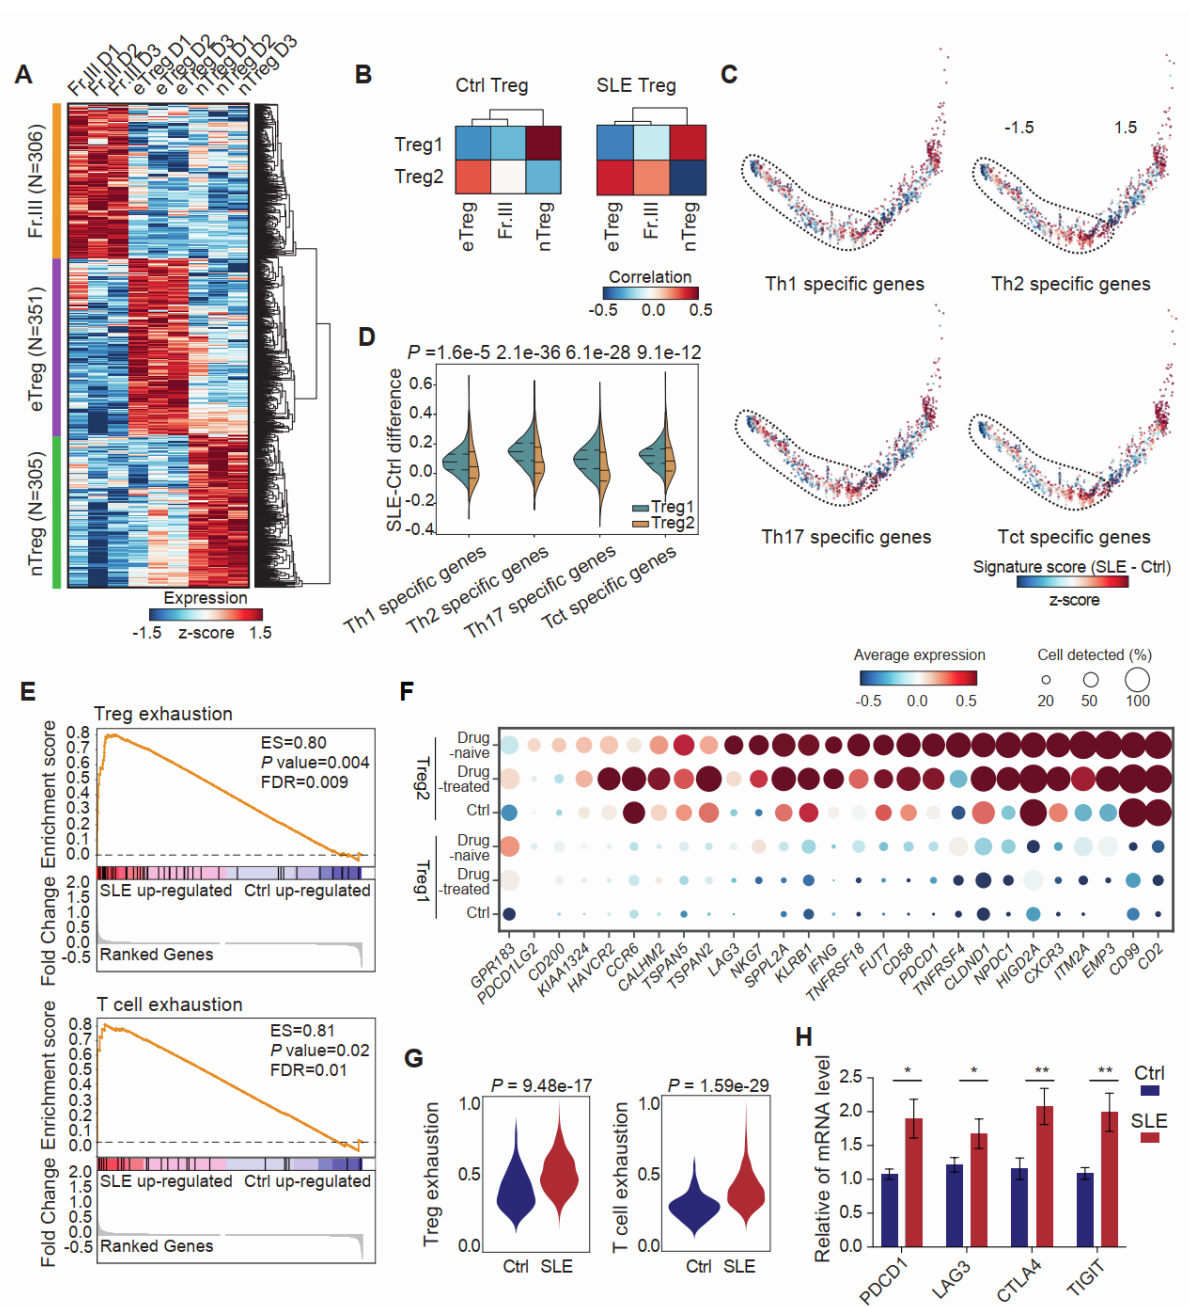 A
Fr.III D1
Fr.III D2
Fr.III D3
eTreg D1
eTreg D2
eTreg D3
nTreg D1
nTreg D2
nTreg D3
Fr.III (N=306)
eTreg (N=351)
nTreg (N=305)
Expression
-1.5 z-score 1.5
B
Ctrl Treg
SLE Treg
Treg1
Treg2
eTreg
Fr.III
nTreg
eTreg
Fr.III
nTreg
Correlation
-0.5 0.0 0.5
C
-1.5 1.5
Th1 specific genes
Th2 specific genes
Th17 specific genes
Tct specific genes
Signature score (SLE - Ctrl)
z-score
D
P =1.6e-5 2.1e-36 6.1e-28 9.1e-12
SLE-Ctrl difference
0.6
0.4
0.2
0.0
-0.2
-0.4
Treg1
Treg2
Th1 specific genes
Th2 specific genes
Th17 specific genes
Tct specific genes
E
Treg exhaustion
Enrichment score
0.8
0.7
0.6
0.5
0.4
0.3
0.2
0.1
0.0
ES=0.80
P value=0.004
FDR=0.009
SLE up-regulated Ctrl up-regulated
Fold Change
2.0
1.5
1.0
0.5
0.0
-0.5
Ranked Genes
T cell exhaustion
Enrichment score
0.8
0.7
0.6
0.5
0.4
0.3
0.2
0.1
0.0
ES=0.81
P value=0.02
FDR=0.01
SLE up-regulated Ctrl up-regulated
Fold Change
2.0
1.5
1.0
0.5
0.0
-0.5
Ranked Genes
F
Average expression
-0.5 0.0 0.5
Cell detected (%)
20 50 100
Treg2
Drug
-naive
Drug
-treated
Ctrl
Treg1
Drug
-naive
Drug
-treated
Ctrl
GPR183
PDCD1LG2
CD200
KIAA1324
HAVCR2
CCR6
CALHM2
TSPAN5
TSPAN2
LAG3
NKG7
SPPL2A
KLRB1
IFNG
TNFRSF18
FUT7
CD58
PDCD1
TNFRSF4
CLDND1
NPDC1
HIGD2A
CXCR3
ITM2A
EMP3
CD99
CD2
G
P = 9.48e-17
Treg exhaustion
1.0
0.5
0.0
Ctrl SLE
P = 1.59e-29
T cell exhaustion
1.0
0.5
0.0
Ctrl SLE
H
Relative of mRNA level
2.5
2.0
1.5
1.0
0.5
0.0
* * ** **
Ctrl
SLE
PDCD1
LAG3
CTLA4
TIGIT